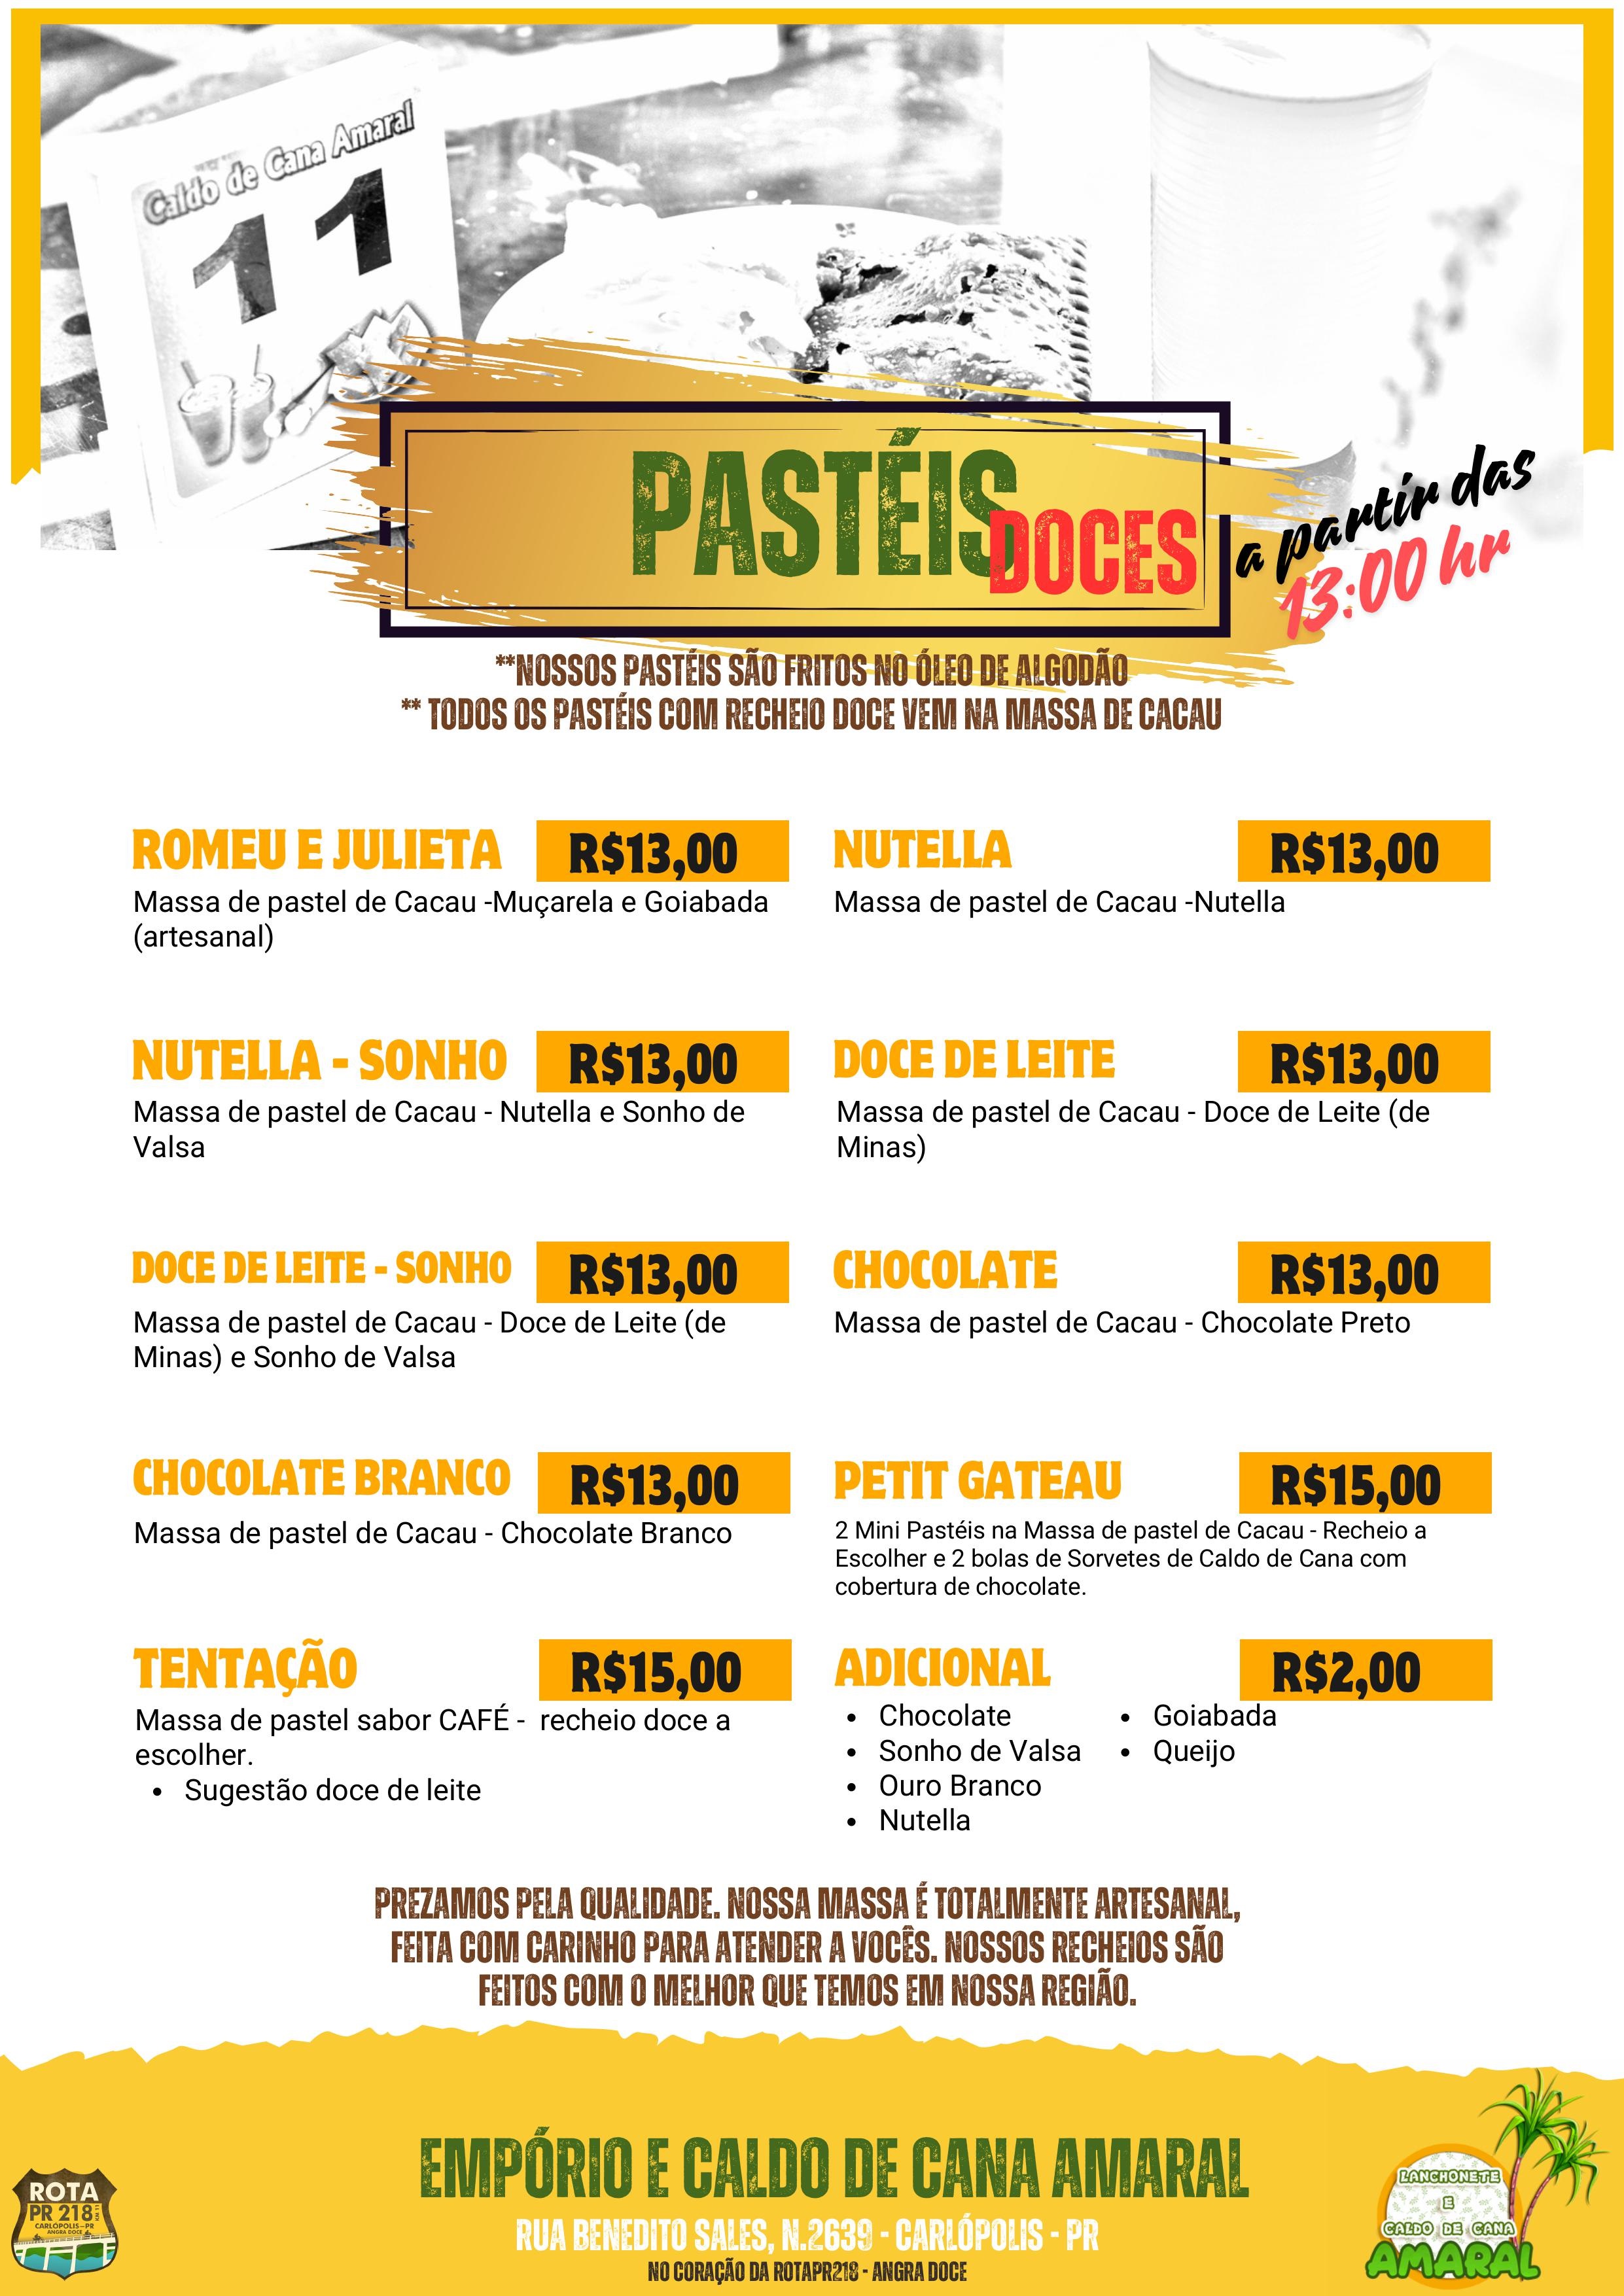 Caldo de Cana Amaral
11
PASTÉIS
DOCES
a partir das
13:00 hr
**NOSSOS PASTÉIS SÃO FRITOS NO ÓLEO DE ALGODÃO
** TODOS OS PASTÉIS COM RECHEIO DOCE VEM NA MASSA DE CACAU
ROMEU E JULIETA R$13,00
Massa de pastel de Cacau -Muçarela e Goiabada
(artesanal)
NUTELLA R$13,00
Massa de pastel de Cacau -Nutella
NUTELLA - SONHO R$13,00
Massa de pastel de Cacau - Nutella e Sonho de
Valsa
DOCE DE LEITE R$13,00
Massa de pastel de Cacau - Doce de Leite (de
Minas)
DOCE DE LEITE - SONHO R$13,00
Massa de pastel de Cacau - Doce de Leite (de
Minas) e Sonho de Valsa
CHOCOLATE R$13,00
Massa de pastel de Cacau - Chocolate Preto
CHOCOLATE BRANCO R$13,00
Massa de pastel de Cacau - Chocolate Branco
PETIT GATEAU R$15,00
2 Mini Pastéis na Massa de pastel de Cacau - Recheio a
Escolher e 2 bolas de Sorvetes de Caldo de Cana com
cobertura de chocolate.
TENTAÇÃO R$15,00
Massa de pastel sabor CAFÉ - recheio doce a
escolher.
• Sugestão doce de leite
ADICIONAL R$2,00
• Chocolate
• Sonho de Valsa
• Ouro Branco
• Nutella
• Goiabada
• Queijo
PREZAMOS PELA QUALIDADE. NOSSA MASSA É TOTALMENTE ARTESANAL,
FEITA COM CARINHO PARA ATENDER A VOCÊS. NOSSOS RECHEIOS SÃO
FEITOS COM O MELHOR QUE TEMOS EM NOSSA REGIÃO.
EMPÓRIO E CALDO DE CANA AMARAL
RUA BENEDITO SALES, N.2639 - CARLÓPOLIS - PR
NO CORAÇÃO DA ROTAPR218 - ANGRA DOCE
ROTA
PR 218
CARLOPOLIS-PR
ANGRA DOCE
LANCHONETE
E
CALDO DE CANA
AMARAL